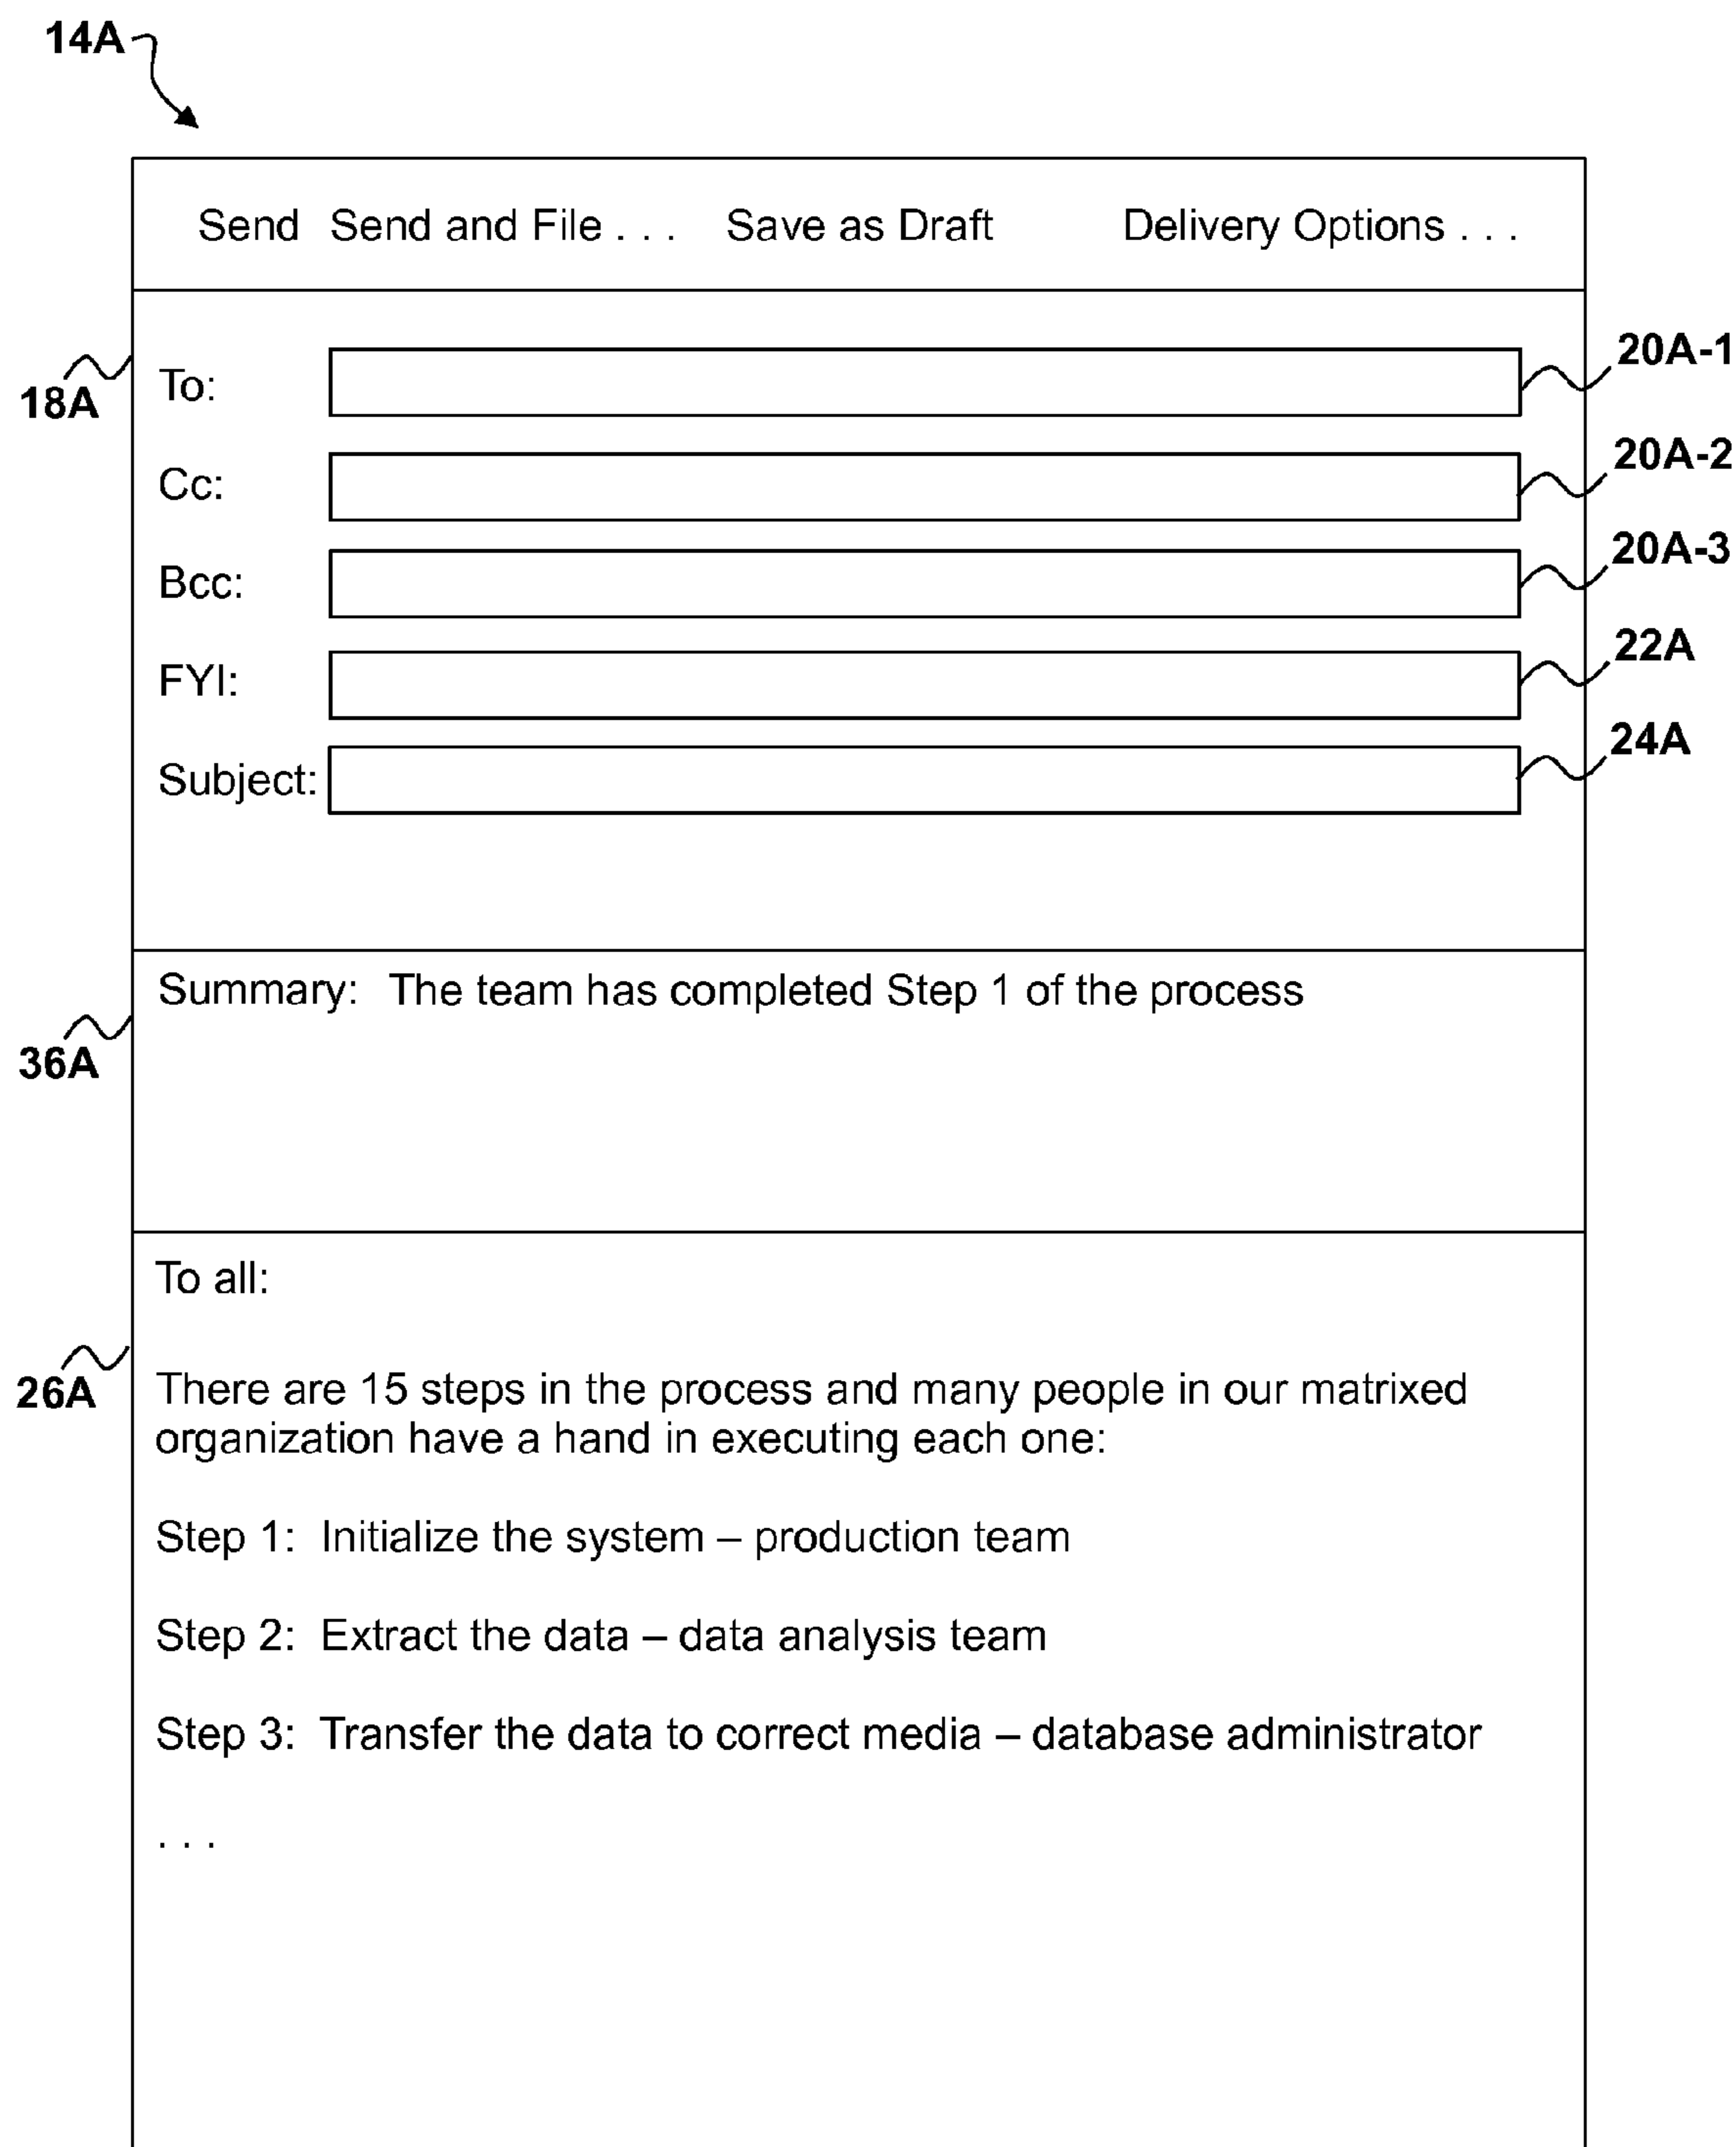 14A
Send Send and File . . . Save as Draft Delivery Options . . .
18A
To:
20A-1
Cc:
20A-2
Bcc:
20A-3
FYI:
22A
Subject:
24A
Summary: The team has completed Step 1 of the process
36A
To all:
26A
There are 15 steps in the process and many people in our matrixed
organization have a hand in executing each one:
Step 1: Initialize the system – production team
Step 2: Extract the data – data analysis team
Step 3: Transfer the data to correct media – database administrator
. . .